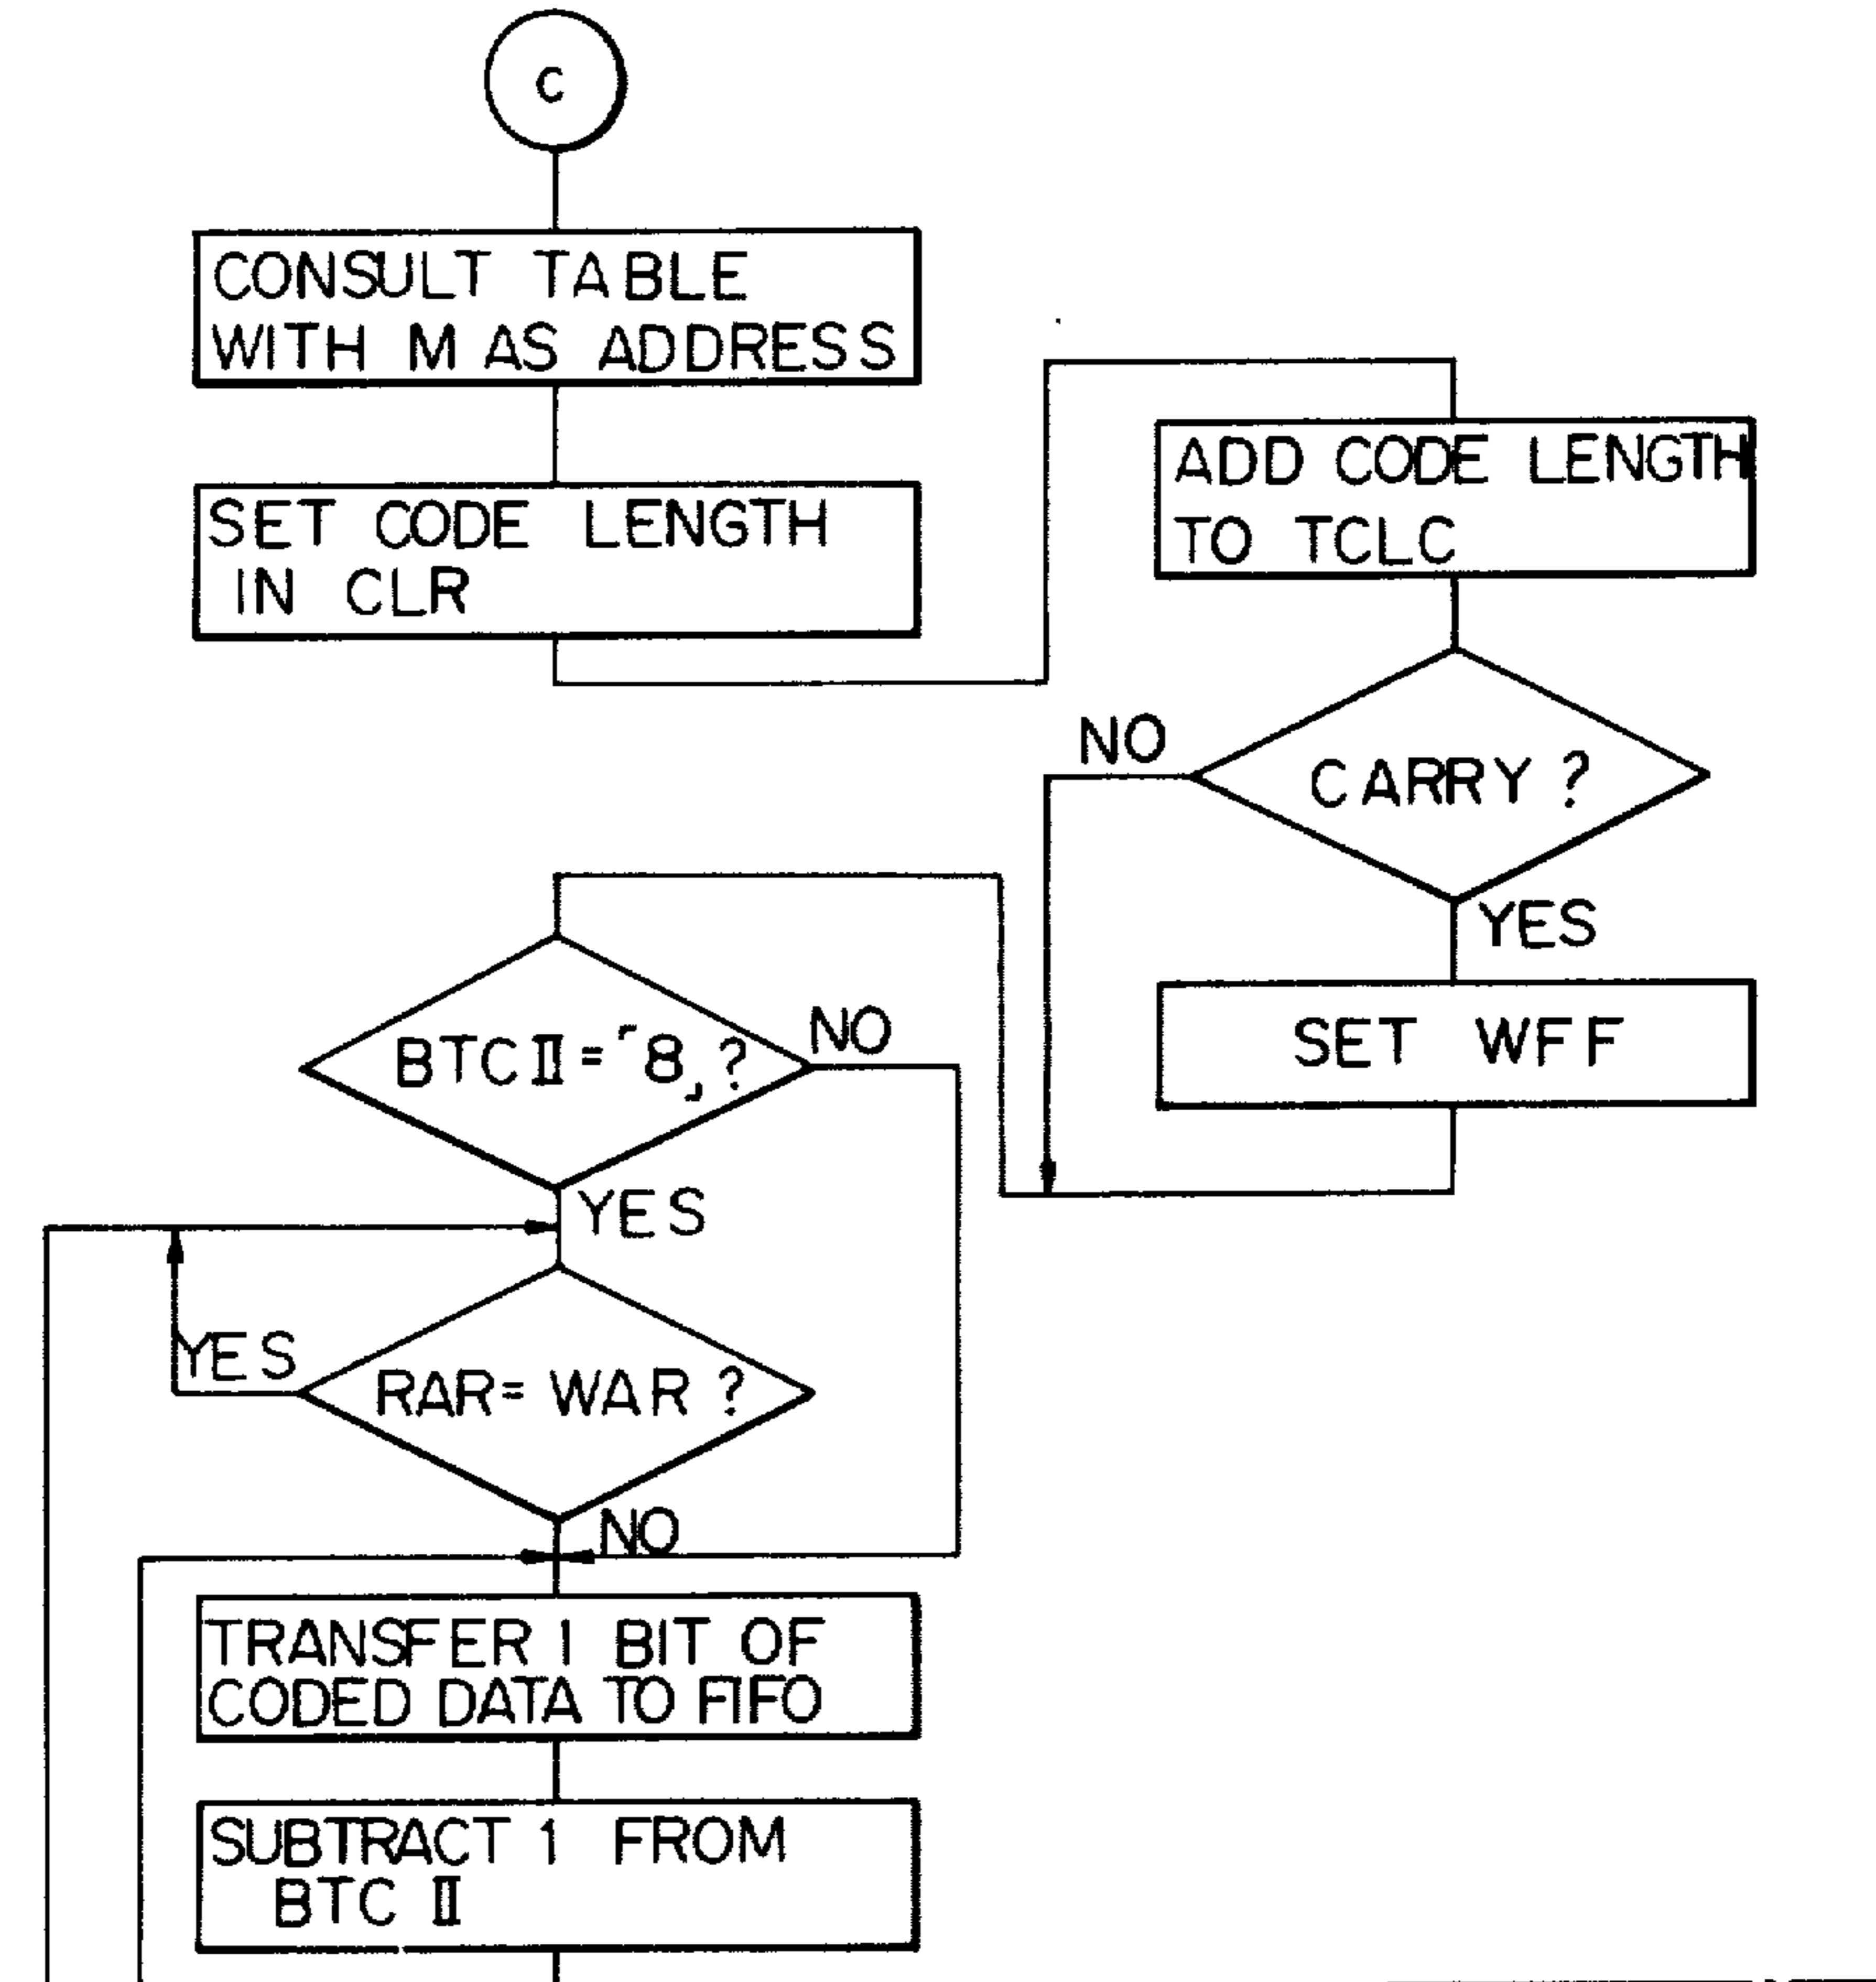 C
CONSULT TABLE
WITH M AS ADDRESS
SET CODE LENGTH
IN CLR
ADD CODE LENGTH
TO TCLC
CARRY ?
NO
YES
SET WFF
BTC II = ｢8｣?
NO
YES
RAR = WAR ?
YES
NO
TRANSFER 1 BIT OF
CODED DATA TO FIFO
SUBTRACT 1 FROM
BTC II